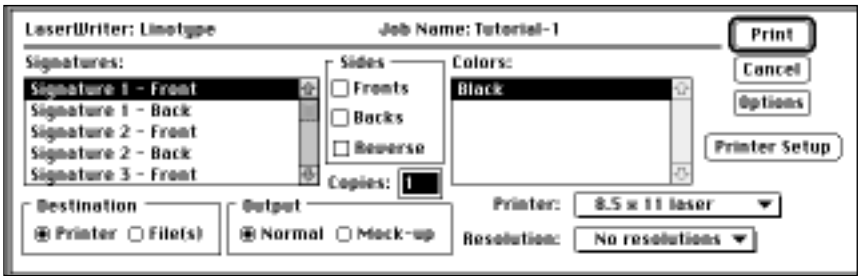 LaserWriter: Linotype
Job Name: Tutorial-1
Print
Signatures:
Sides
Colors:
Cancel
Signature 1 - Front
Fronts
Black
Signature 1 - Back
Options
Signature 2 - Front
Backs
Signature 2 - Back
Reverse
Printer Setup
Signature 3 - Front
Copies: 1
Destination
Output
Printer: 8.5 x 11 laser
Printer File(s)
Normal Mock-up
Resolution: No resolutions